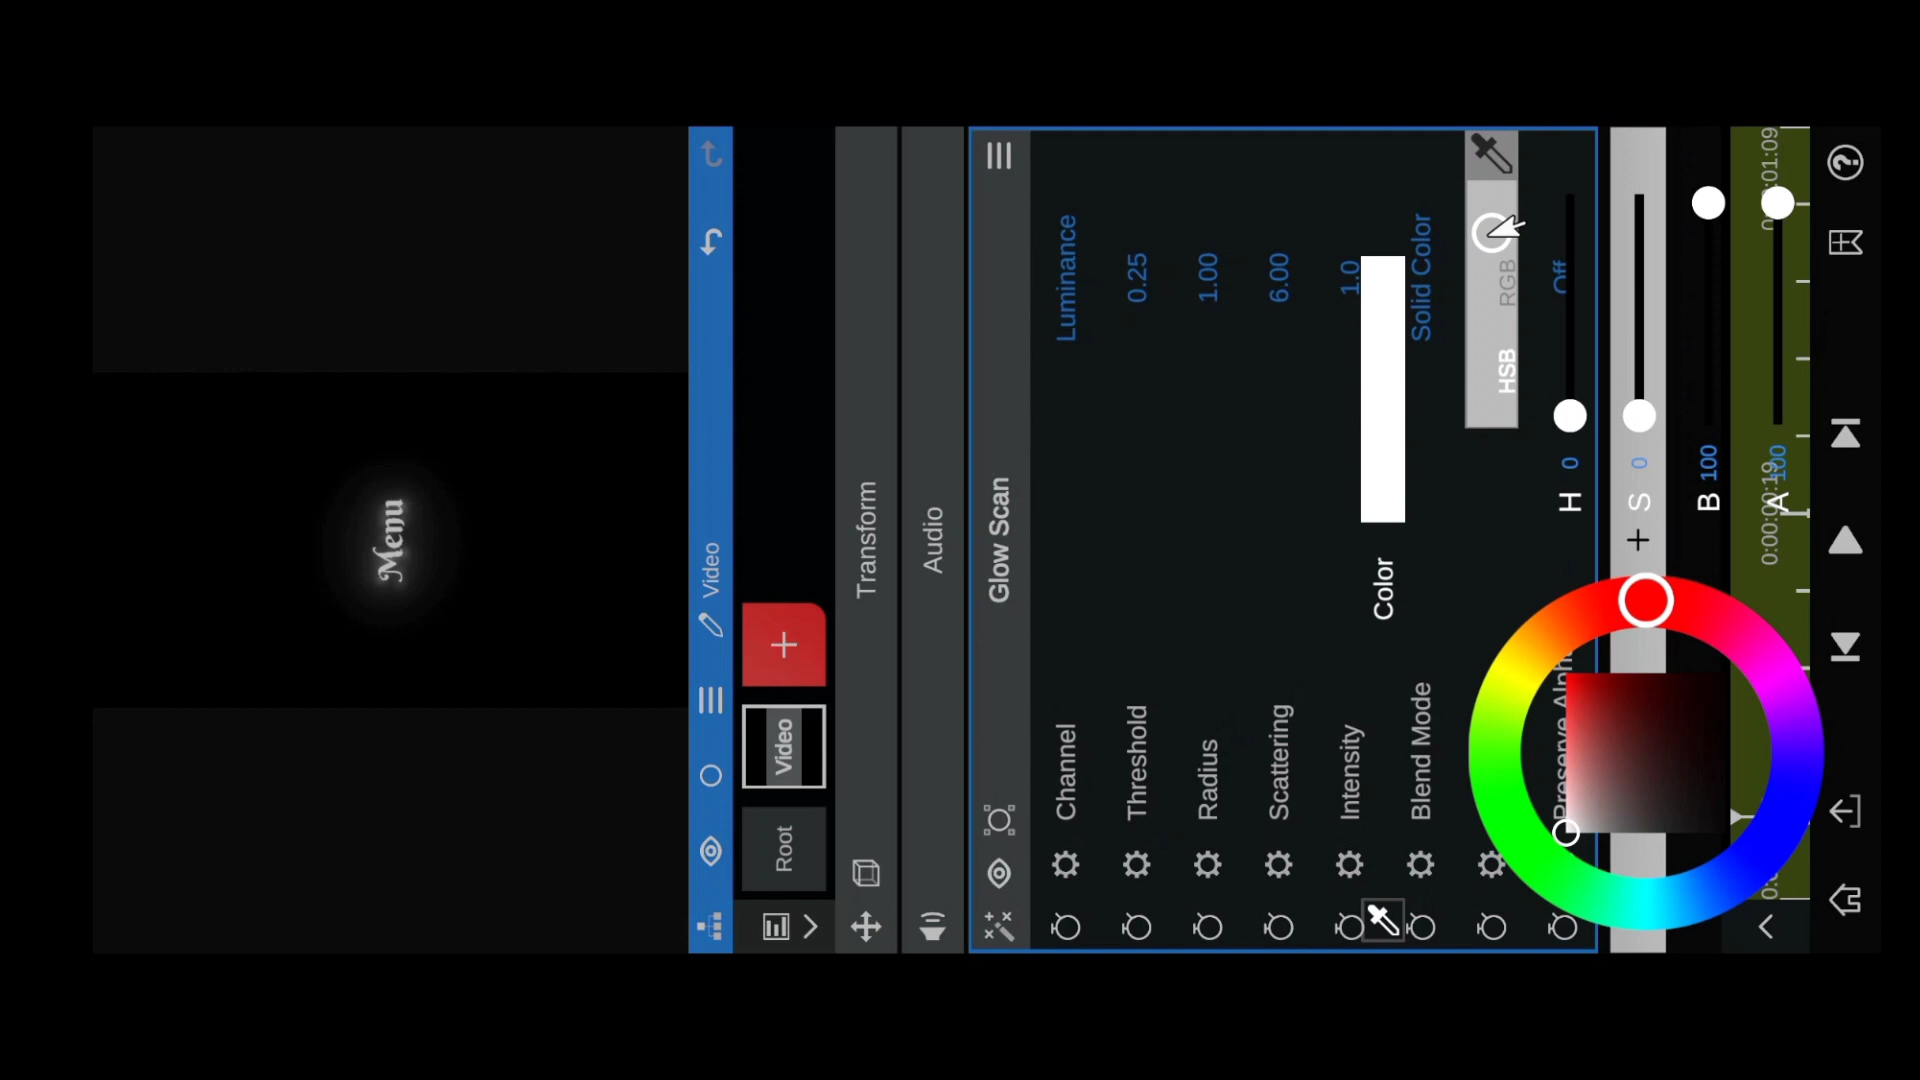 Menu
Video
Root
Video
Transform
Audio
Glow Scan
Channel
Luminance
Threshold
0.25
Radius
1.00
Scattering
6.00
Intensity
1.0
Color
Blend Mode
Solid Color
HSB RGB
Preserve Alpha
Off
H 0
S 0
B 100
A 100
0:00:00:19